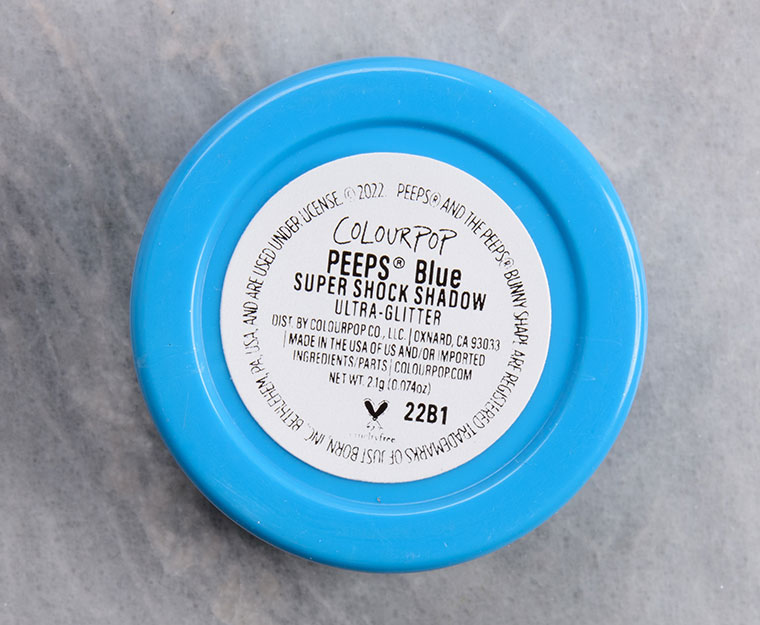 COLOURPOP
PEEPS® Blue
SUPER SHOCK SHADOW
ULTRA-GLITTER
DIST. BY COLOURPOP CO., LLC. | OXNARD, CA 93033
| MADE IN THE USA OF US AND/OR IMPORTED
INGREDIENTS/PARTS | COLOURPOP.COM
NET WT. 2.1g (0.074oz)
22B1
PEEPS® AND THE PEEPS® BUNNY SHAPE ARE REGISTERED TRADEMARKS OF JUST BORN, INC., BETHLEHEM, PA, USA, AND ARE USED UNDER LICENSE. © 2022.